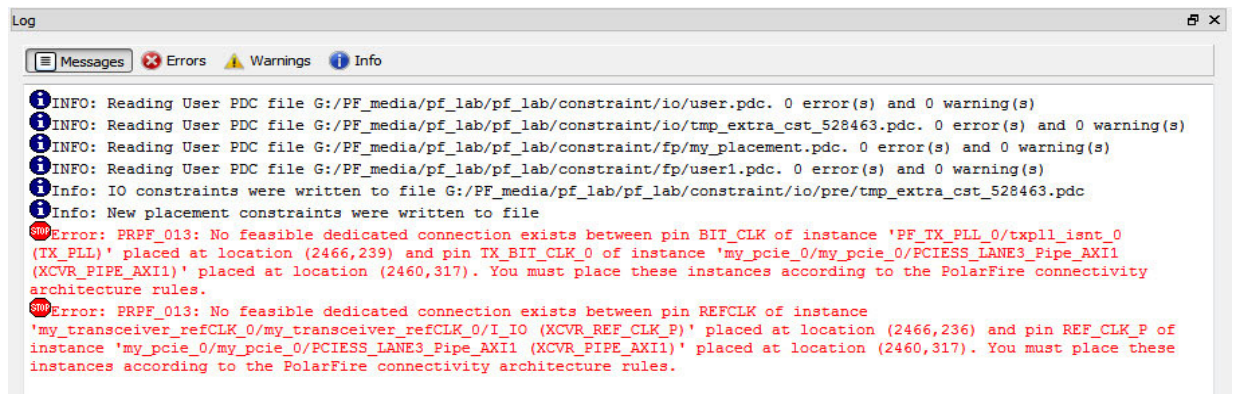 Log
Messages Errors Warnings Info
INFO: Reading User PDC file G:/PF_media/pf_lab/pf_lab/constraint/io/user.pdc. 0 error(s) and 0 warning(s)
INFO: Reading User PDC file G:/PF_media/pf_lab/pf_lab/constraint/io/tmp_extra_cst_528463.pdc. 0 error(s) and 0 warning(s)
INFO: Reading User PDC file G:/PF_media/pf_lab/pf_lab/constraint/fp/my_placement.pdc. 0 error(s) and 0 warning(s)
INFO: Reading User PDC file G:/PF_media/pf_lab/pf_lab/constraint/fp/user1.pdc. 0 error(s) and 0 warning(s)
Info: IO constraints were written to file G:/PF_media/pf_lab/pf_lab/constraint/io/pre/tmp_extra_cst_528463.pdc
Info: New placement constraints were written to file
STOP Error: PRPF_013: No feasible dedicated connection exists between pin BIT_CLK of instance 'PF_TX_PLL_0/txpll_isnt_0
(TX_PLL)' placed at location (2466,239) and pin TX_BIT_CLK_0 of instance 'my_pcie_0/my_pcie_0/PCIESS_LANE3_Pipe_AXI1
(XCVR_PIPE_AXI1)' placed at location (2460,317). You must place these instances according to the PolarFire connectivity
architecture rules.
STOP Error: PRPF_013: No feasible dedicated connection exists between pin REFCLK of instance
'my_transceiver_refCLK_0/my_transceiver_refCLK_0/I_IO (XCVR_REF_CLK_P)' placed at location (2466,236) and pin REF_CLK_P of
instance 'my_pcie_0/my_pcie_0/PCIESS_LANE3_Pipe_AXI1 (XCVR_PIPE_AXI1)' placed at location (2460,317). You must place these
instances according to the PolarFire connectivity architecture rules.